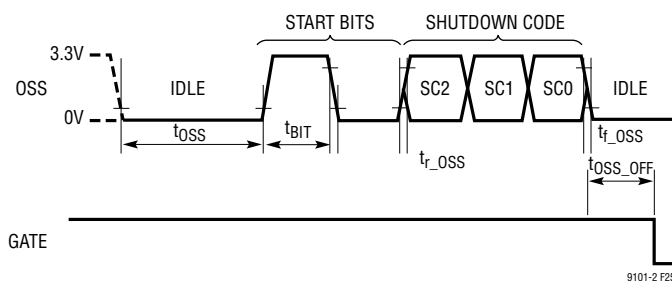 START BITS
SHUTDOWN CODE
3.3V
OSS
IDLE
SC2
SC1
SC0
IDLE
0V
tOSS
tBIT
tr_OSS
tf_OSS
tOSS_OFF
GATE
9101-2 F25